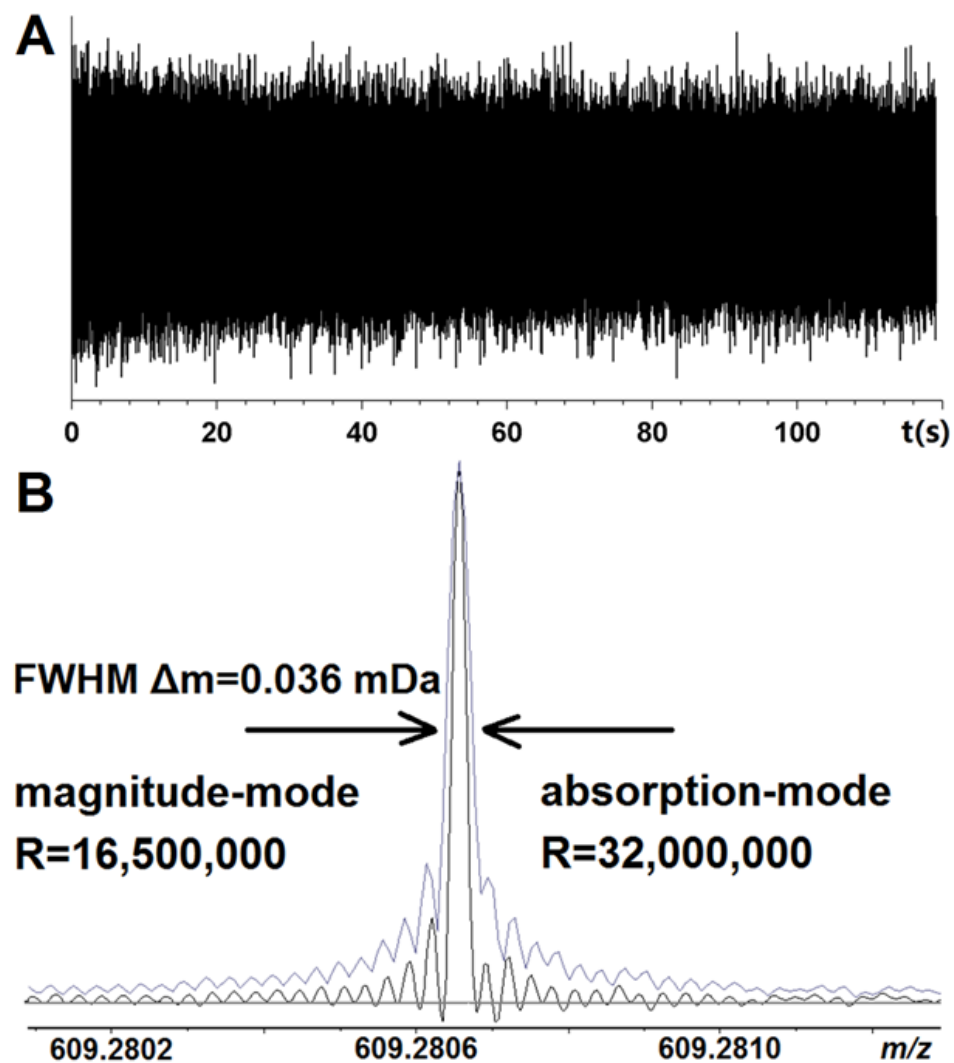 A
0 20 40 60 80 100 t(s)
B
FWHM Δm=0.036 mDa
magnitude-mode
R=16,500,000
absorption-mode
R=32,000,000
609.2802 609.2806 609.2810 m/z